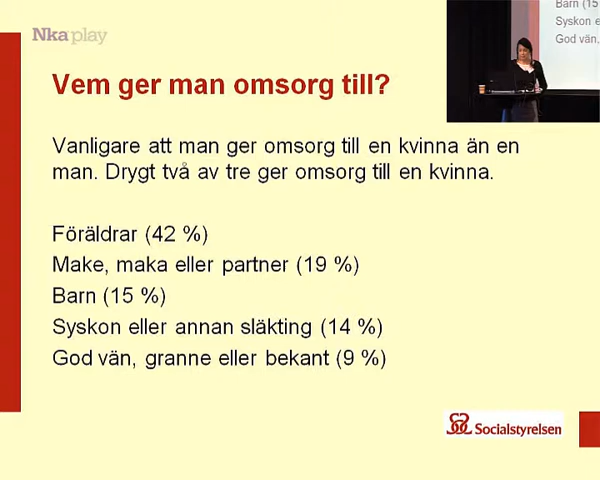 Nka play
Barn (15
Syskon e
God vän,
Vem ger man omsorg till?
Vanligare att man ger omsorg till en kvinna än en
man. Drygt två av tre ger omsorg till en kvinna.
Föräldrar (42 %)
Make, maka eller partner (19 %)
Barn (15 %)
Syskon eller annan släkting (14 %)
God vän, granne eller bekant (9 %)
Socialstyrelsen